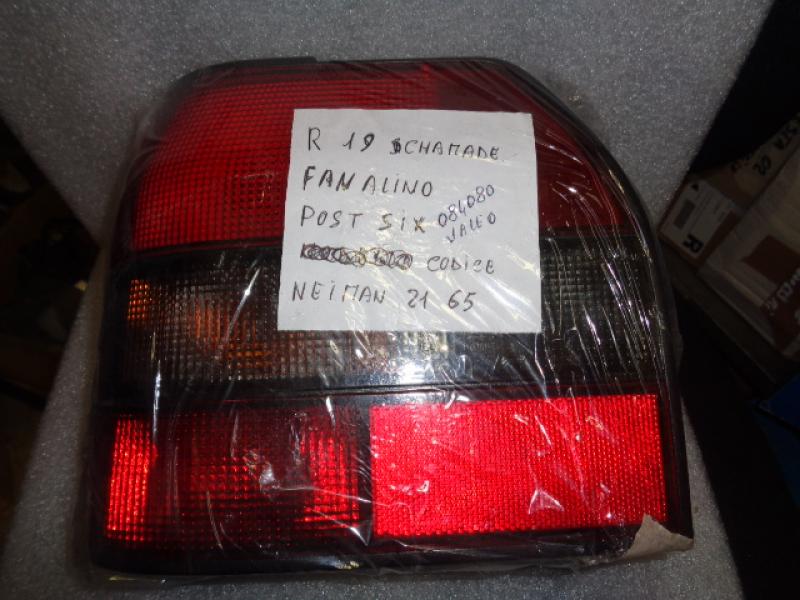 R 19 SCHAMADE
FANALINO
POST SIX 084080
VALEO
CODICE
NEIMAN 21 65
R